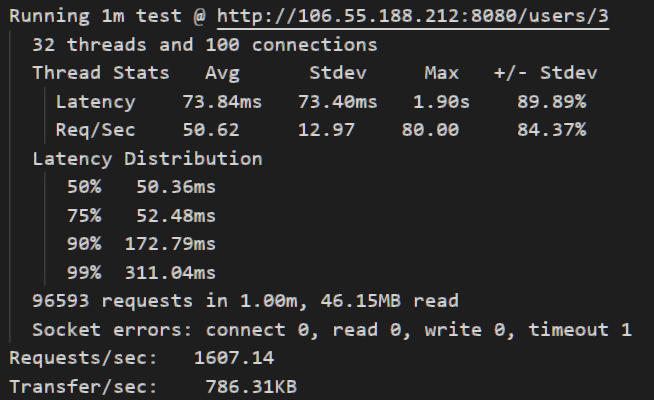 Running 1m test @ http://106.55.188.212:8080/users/3
32 threads and 100 connections
Thread Stats Avg Stdev Max +/- Stdev
Latency 73.84ms 73.40ms 1.90s 89.89%
Req/Sec 50.62 12.97 80.00 84.37%
Latency Distribution
50% 50.36ms
75% 52.48ms
90% 172.79ms
99% 311.04ms
96593 requests in 1.00m, 46.15MB read
Socket errors: connect 0, read 0, write 0, timeout 1
Requests/sec: 1607.14
Transfer/sec: 786.31KB